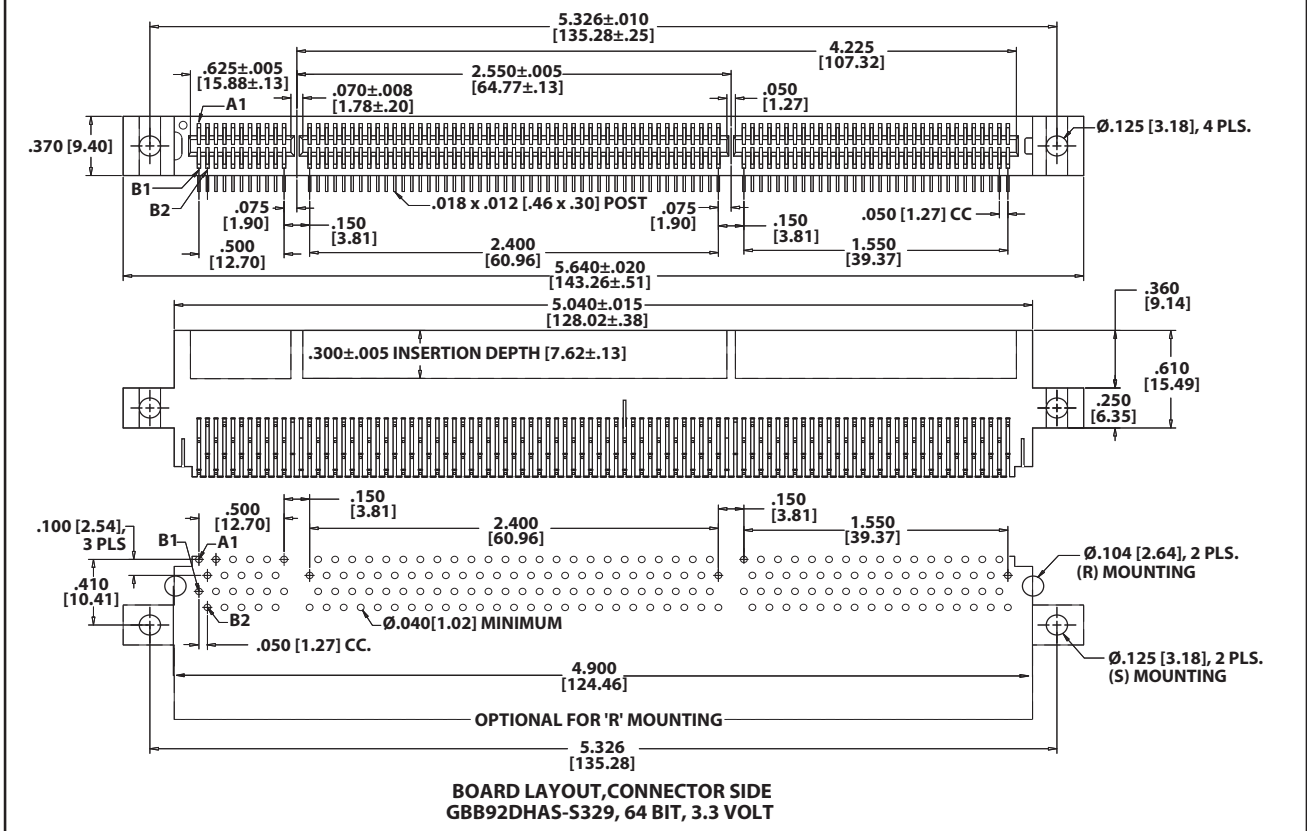 5.326±.010
[135.28±.25]
4.225
[107.32]
.625±.005
[15.88±.13]
2.550±.005
[64.77±.13]
.070±.008
[1.78±.20]
.050
[1.27]
A1
Ø.125 [3.18], 4 PLS.
.370 [9.40]
B1
B2
.075
[1.90]
.018 x .012 [.46 x .30] POST
.075
[1.90]
.050 [1.27] CC
.150
[3.81]
.150
[3.81]
.500
[12.70]
2.400
[60.96]
1.550
[39.37]
5.640±.020
[143.26±.51]
5.040±.015
[128.02±.38]
.360
[9.14]
.300±.005 INSERTION DEPTH [7.62±.13]
.610
[15.49]
.250
[6.35]
.150
[3.81]
.150
[3.81]
.500
[12.70]
2.400
[60.96]
1.550
[39.37]
.100 [2.54],
3 PLS
B1
A1
Ø.104 [2.64], 2 PLS.
(R) MOUNTING
.410
[10.41]
B2
Ø.040[1.02] MINIMUM
.050 [1.27] CC.
Ø.125 [3.18], 2 PLS.
(S) MOUNTING
4.900
[124.46]
OPTIONAL FOR 'R' MOUNTING
5.326
[135.28]
BOARD LAYOUT,CONNECTOR SIDE
GBB92DHAS-S329, 64 BIT, 3.3 VOLT